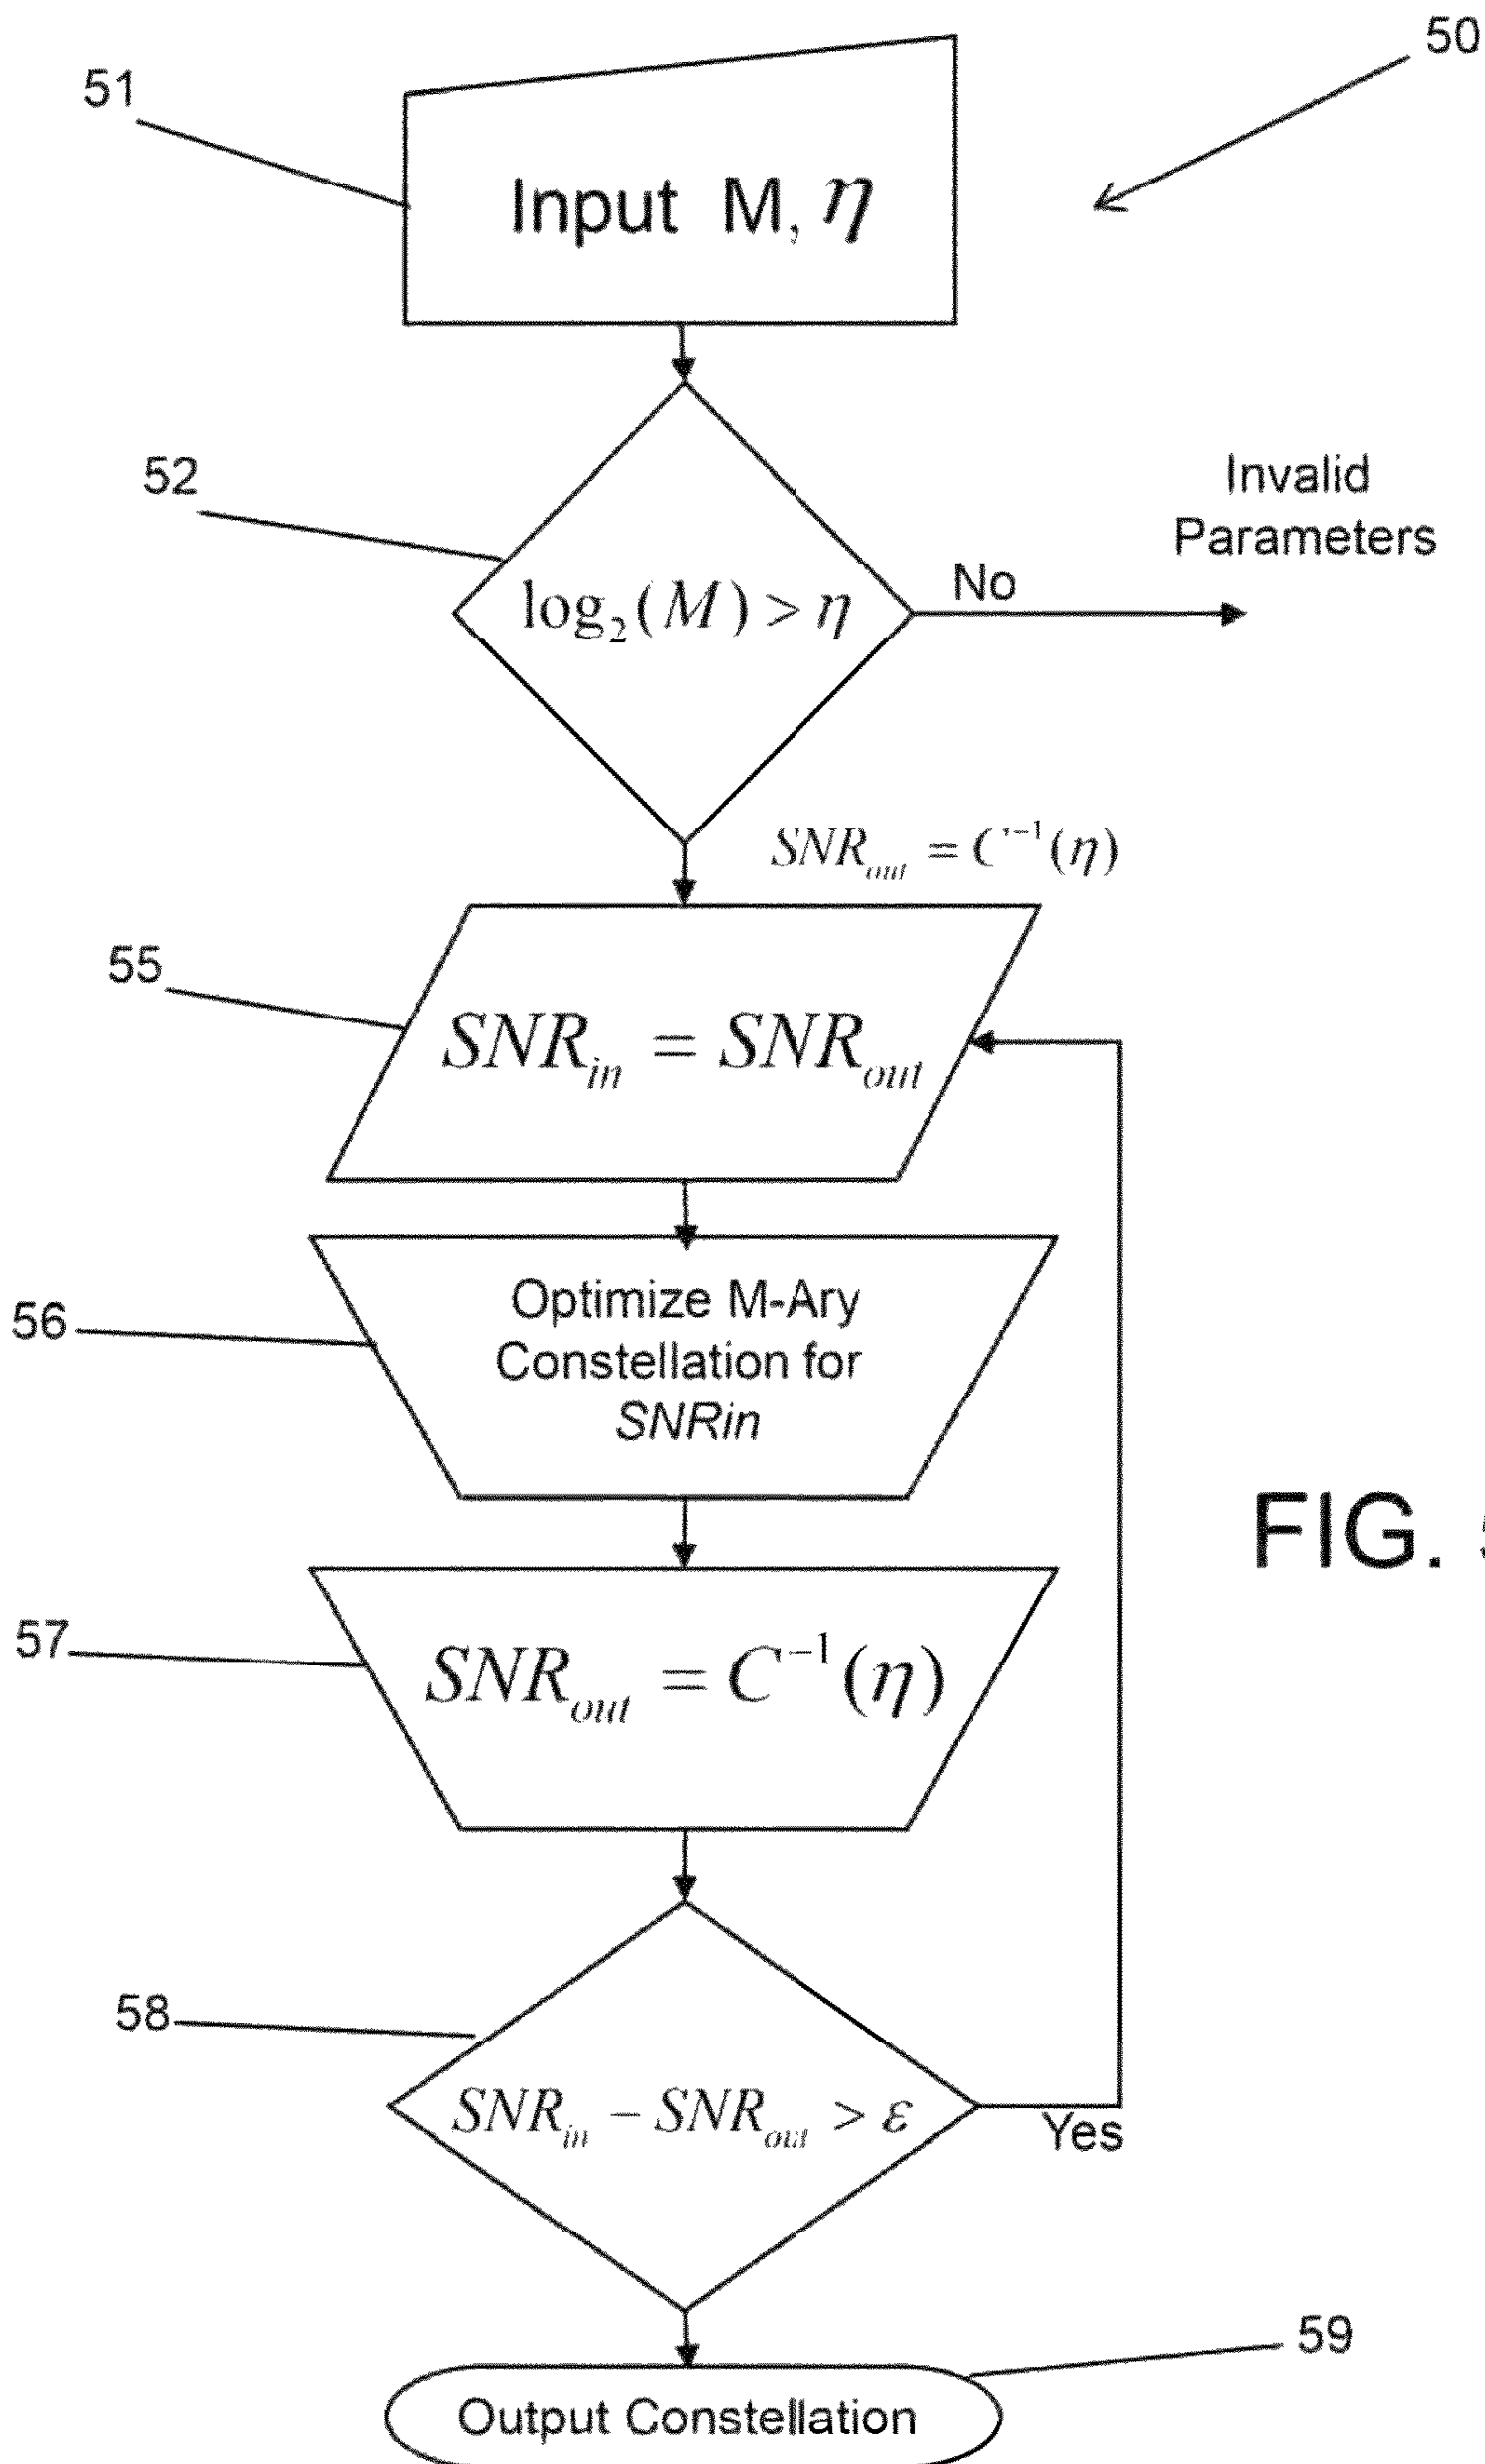 50
51
Input M, η
52
Invalid
Parameters
log₂(M) > η
No
SNR_out = C⁻¹(η)
55
SNR_in = SNR_out
56
Optimize M-Ary
Constellation for
SNRin
FIG. 5
57
SNR_out = C⁻¹(η)
58
SNR_in − SNR_out > ε
Yes
59
Output Constellation